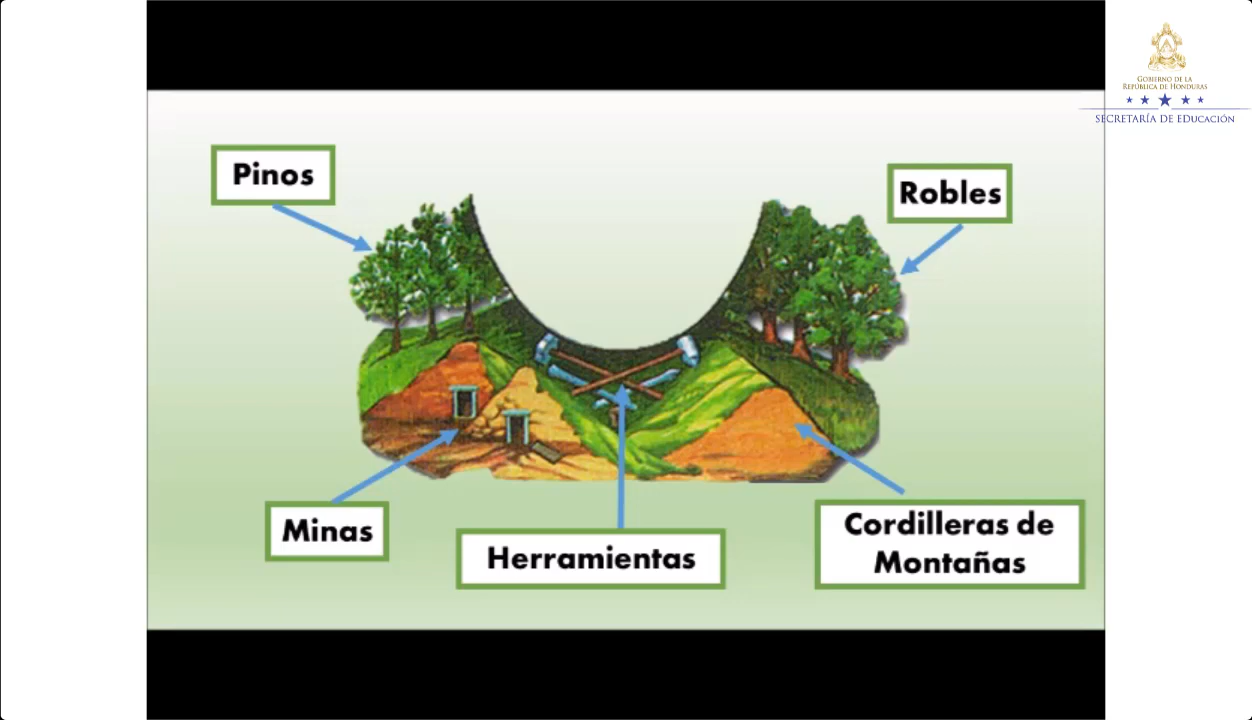 GOBIERNO DE LA
REPÚBLICA DE HONDURAS
SECRETARÍA DE EDUCACIÓN
Pinos
Robles
Minas
Herramientas
Cordilleras de
Montañas